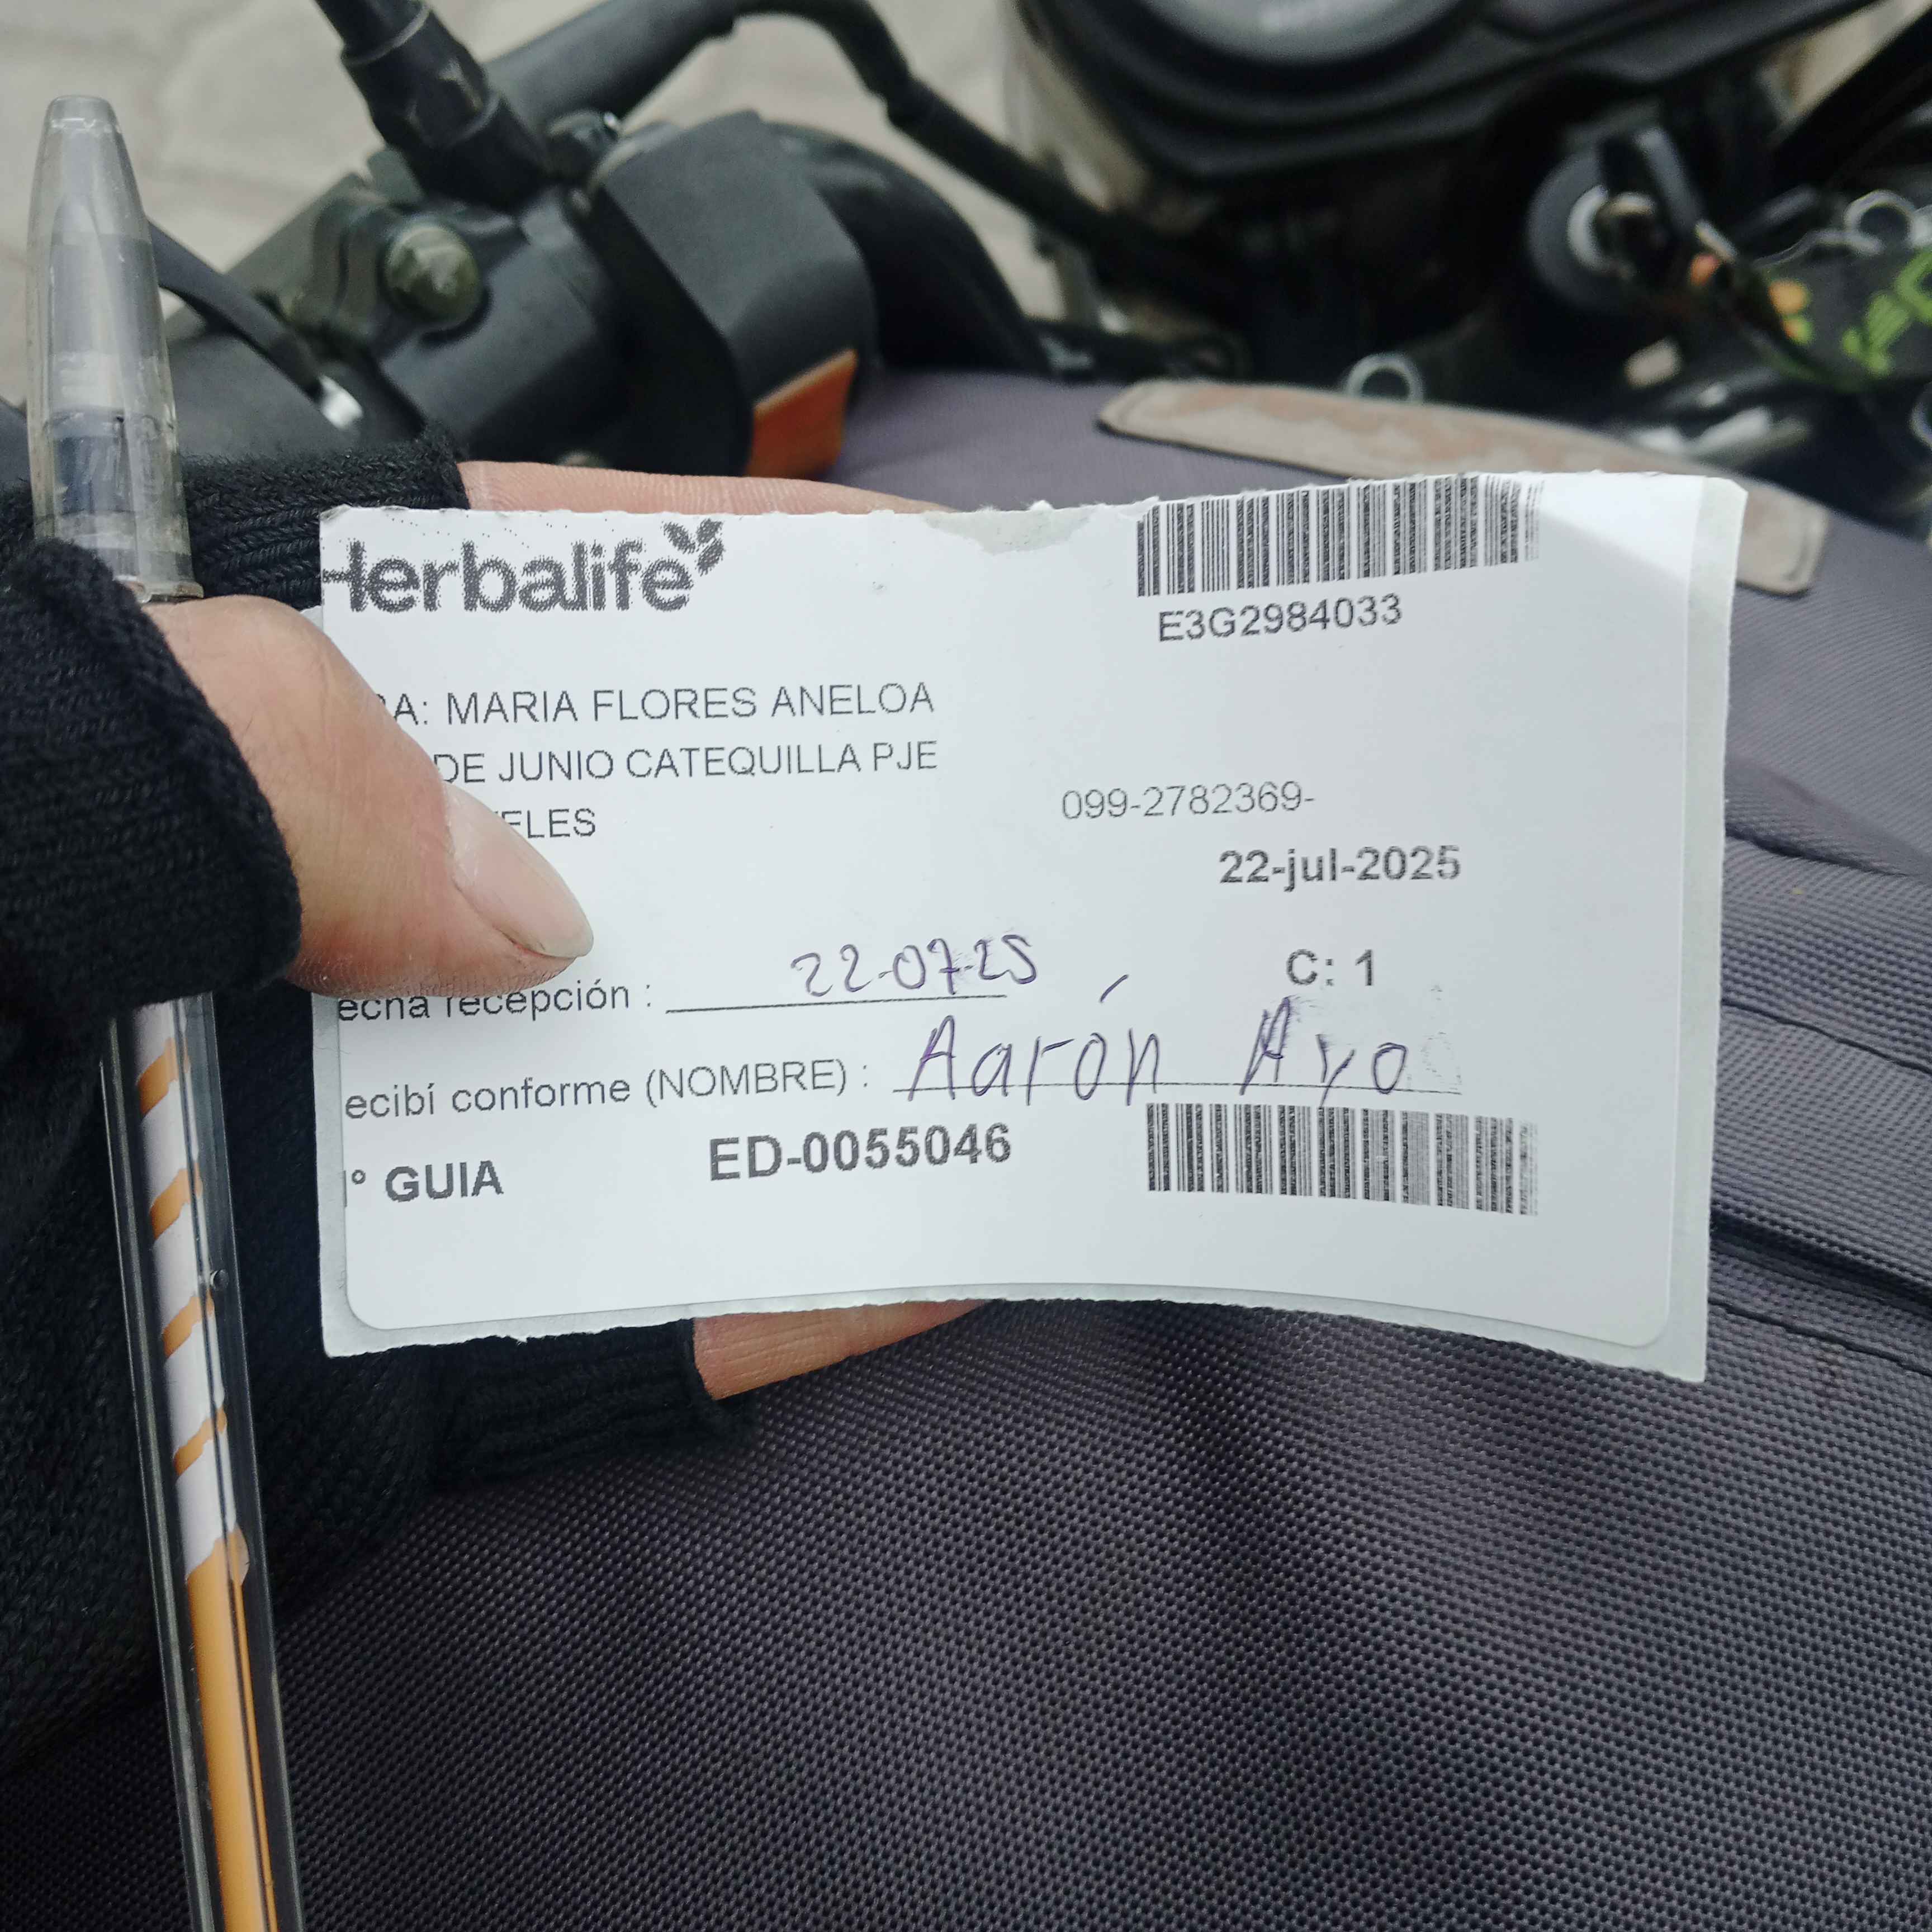 Herbalife
E3G2984033
RA: MARIA FLORES ANELOA
DE JUNIO CATEQUILLA PJE
ELES
099-2782369-
22-jul-2025
echa recepción : 22-07-25
C: 1
ecibí conforme (NOMBRE) : Aarón Ayo
° GUIA ED-0055046